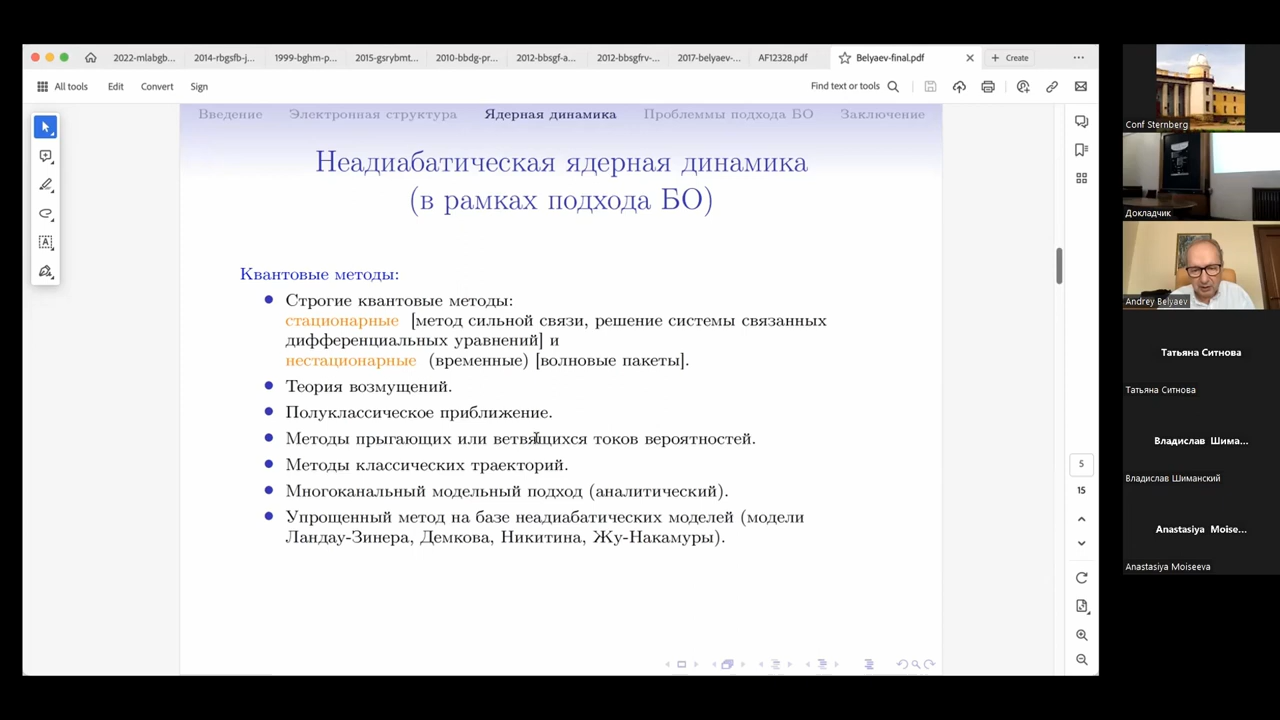 2022-mlabgb...
2014-rbgsfb-j...
1999-bghm-p...
2015-gsrybmt...
2010-bbdg-pr...
2012-bbsgf-a...
2012-bbsgfrv-...
2017-belyaev-...
AF12328.pdf
Belyaev-final.pdf
Create
All tools
Edit
Convert
Sign
Find text or tools
Введение
Электронная структура
Ядерная динамика
Проблеммы подхода БО
Заключение
Неадиабатическая ядерная динамика
(в рамках подхода БО)
Квантовые методы:
Строгие квантовые методы:
стационарные [метод сильной связи, решение системы связанных
дифференциальных уравнений] и
нестационарные (временные) [волновые пакеты].
Теория возмущений.
Полуклассическое приближение.
Методы прыгающих или ветвящихся токов вероятностей.
Методы классических траекторий.
Многоканальный модельный подход (аналитический).
Упрощенный метод на базе неадиабатических моделей (модели
Ландау-Зинера, Демкова, Никитина, Жу-Накамуры).
5
15
Conf Sternberg
Докладчик
Andrey Belyaev
Татьяна Ситнова
Татьяна Ситнова
Владислав Шима...
Владислав Шиманский
Anastasiya Moise...
Anastasiya Moiseeva